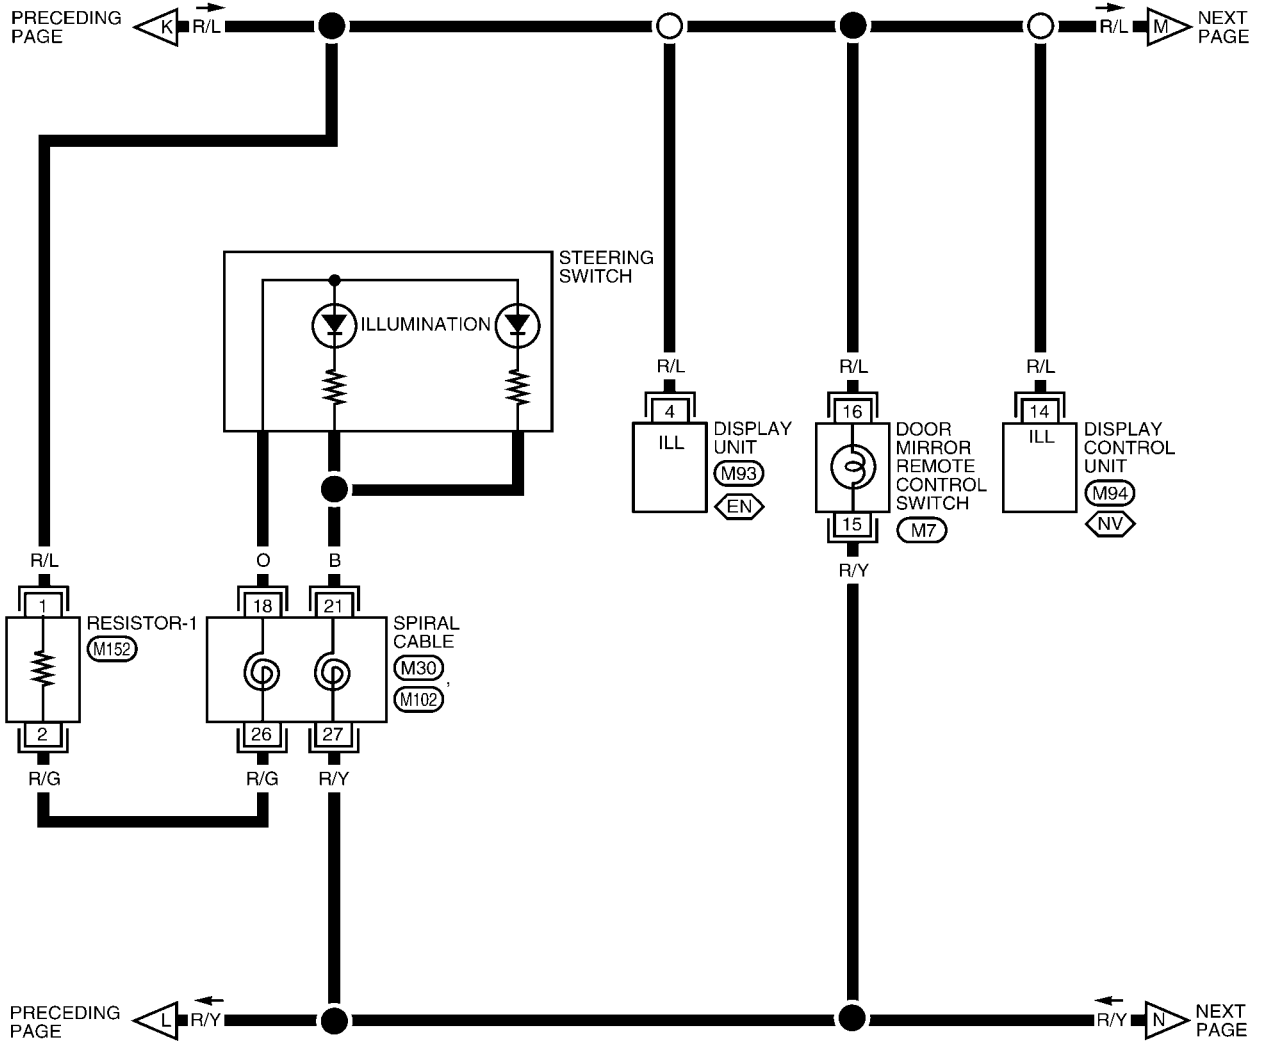 PRECEDING
PAGE
K
R/L
R/L
M
NEXT
PAGE
STEERING
SWITCH
ILLUMINATION
R/L
R/L
R/L
4
ILL
DISPLAY
UNIT
M93
EN
16
DOOR
MIRROR
REMOTE
CONTROL
SWITCH
15
M7
R/Y
14
ILL
DISPLAY
CONTROL
UNIT
M94
NV
R/L
O
B
1
RESISTOR-1
M152
2
R/G
18
21
SPIRAL
CABLE
M30
,
M102
26
27
R/G
R/Y
PRECEDING
PAGE
L
R/Y
R/Y
N
NEXT
PAGE